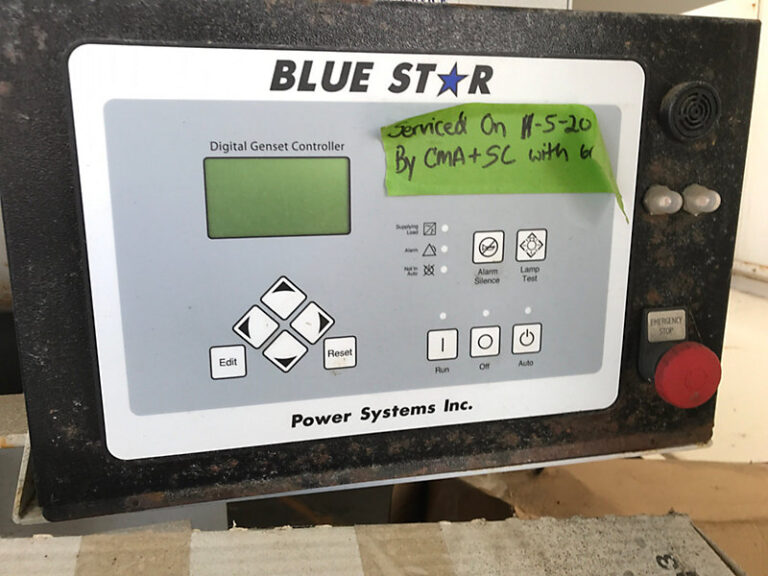 BLUE STAR
Digital Genset Controller
Serviced On 11-5-20
By CMA+SC with
Supplying
Load
Alarm
Not In
Auto
Alarm
Silence
Lamp
Test
EMERGENCY
STOP
Edit
Reset
Run
Off
Auto
Power Systems Inc.
3